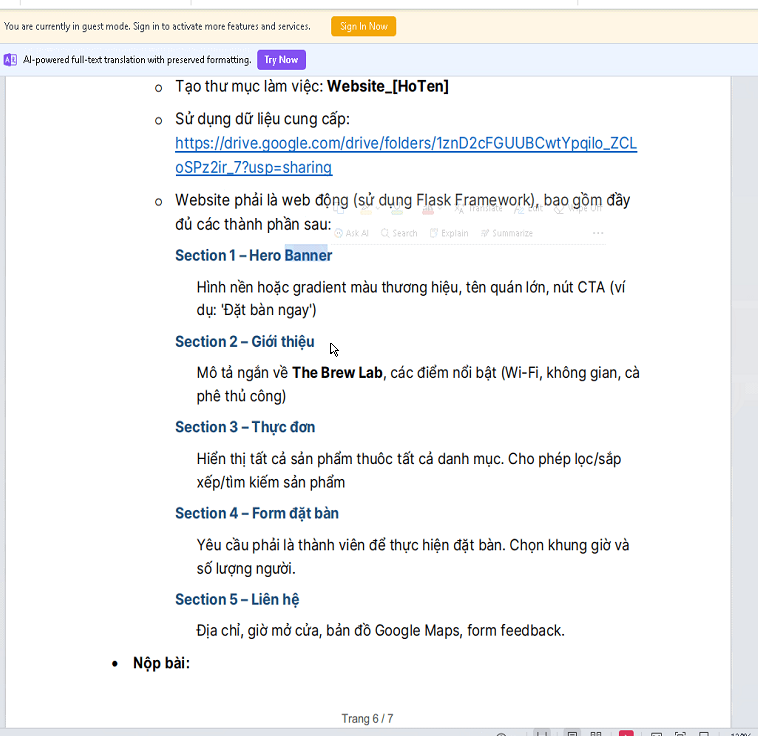 You are currently in guest mode. Sign in to activate more features and services. Sign In Now
AI-powered full-text translation with preserved formatting. Try Now
o Tạo thư mục làm việc: Website_[HoTen]
o Sử dụng dữ liệu cung cấp:
https://drive.google.com/drive/folders/1znD2cFGUUBCwtYpqilo_ZCL
oSPz2ir_7?usp=sharing
o Website phải là web động (sử dụng Flask Framework), bao gồm đầy
đủ các thành phần sau:
Translate Edit Wipe Off
Ask AI Search Explain Summarize ...
Section 1 – Hero Banner
Hình nền hoặc gradient màu thương hiệu, tên quán lớn, nút CTA (ví
dụ: 'Đặt bàn ngay')
Section 2 – Giới thiệu
Mô tả ngắn về The Brew Lab, các điểm nổi bật (Wi-Fi, không gian, cà
phê thủ công)
Section 3 – Thực đơn
Hiển thị tất cả sản phẩm thuôc tất cả danh mục. Cho phép lọc/sắp
xếp/tìm kiếm sản phẩm
Section 4 – Form đặt bàn
Yêu cầu phải là thành viên để thực hiện đặt bàn. Chọn khung giờ và
số lượng người.
Section 5 – Liên hệ
Địa chỉ, giờ mở cửa, bản đồ Google Maps, form feedback.
• Nộp bài:
Trang 6 / 7